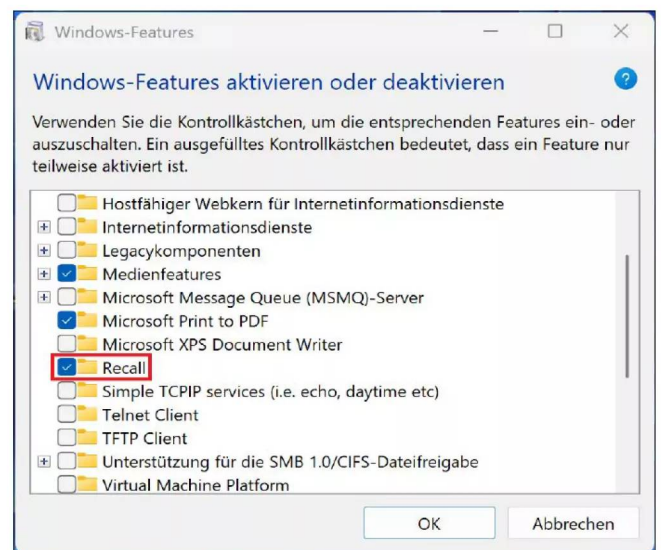 Windows-Features
Windows-Features aktivieren oder deaktivieren
?
Verwenden Sie die Kontrollkästchen, um die entsprechenden Features ein- oder
auszuschalten. Ein ausgefülltes Kontrollkästchen bedeutet, dass ein Feature nur
teilweise aktiviert ist.
Hostfähiger Webkern für Internetinformationsdienste
Internetinformationsdienste
Legacykomponenten
Medienfeatures
Microsoft Message Queue (MSMQ)-Server
Microsoft Print to PDF
Microsoft XPS Document Writer
Recall
Simple TCPIP services (i.e. echo, daytime etc)
Telnet Client
TFTP Client
Unterstützung für die SMB 1.0/CIFS-Dateifreigabe
Virtual Machine Platform
OK
Abbrechen